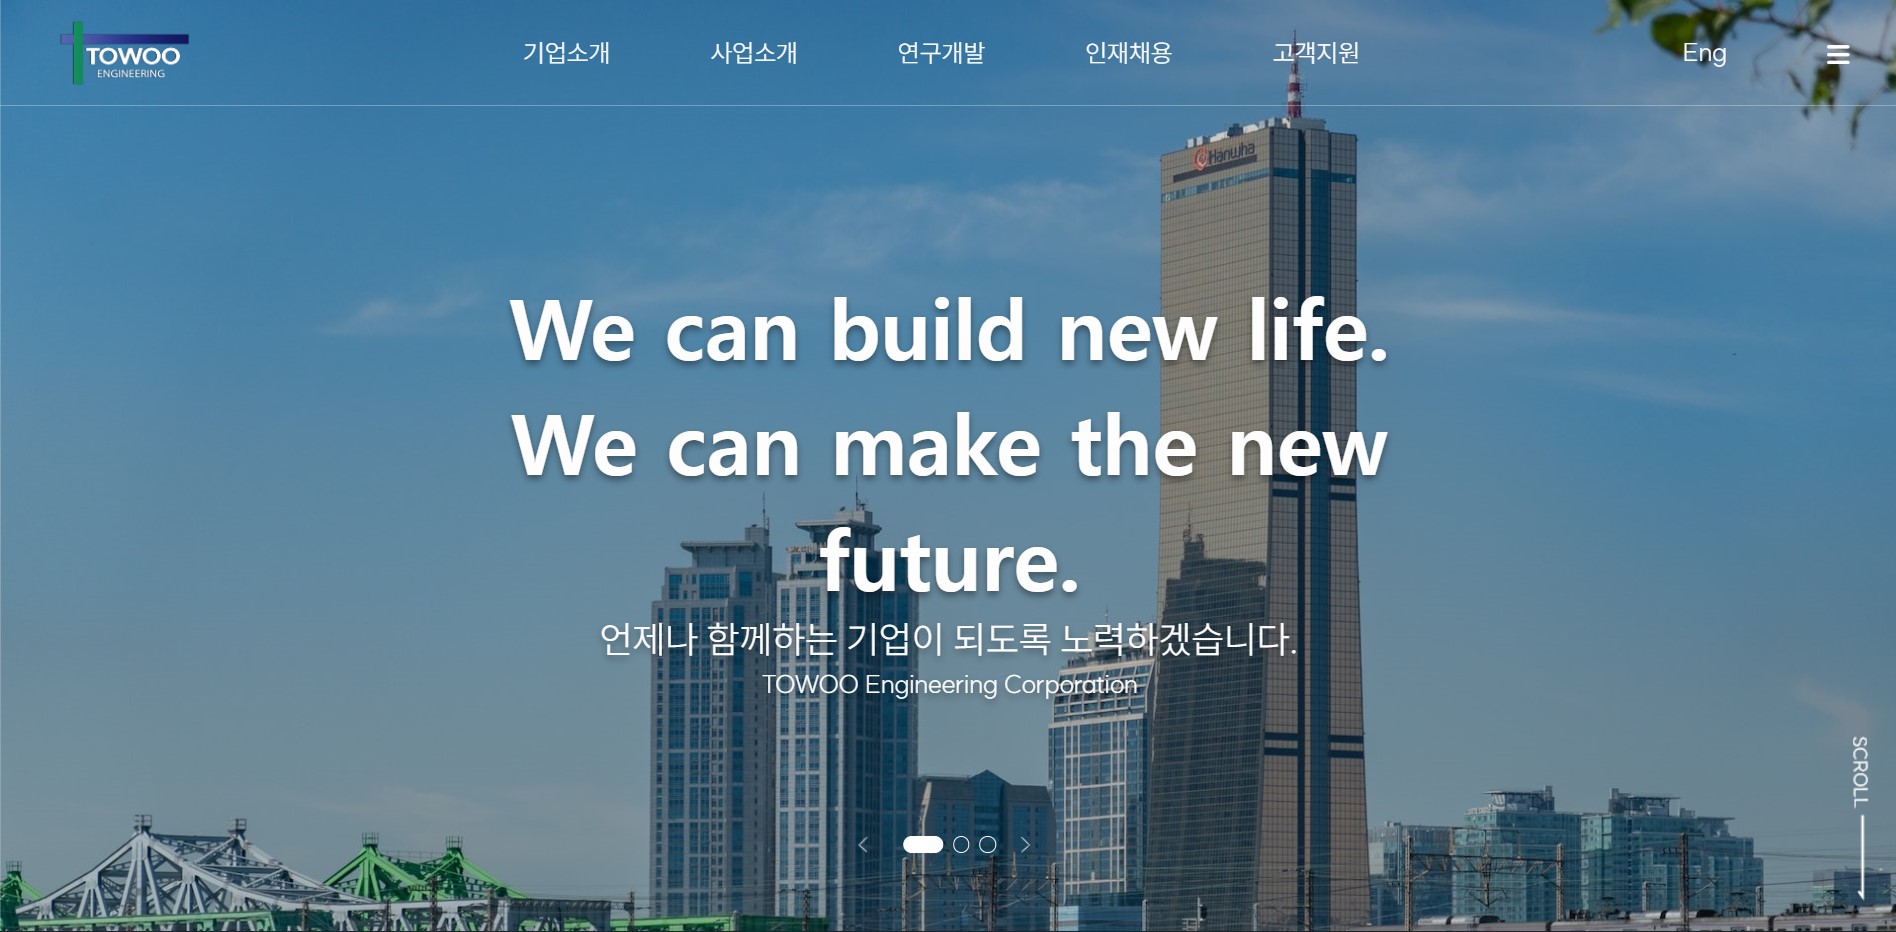 TOWOO
ENGINEERING
기업소개
사업소개
연구개발
인재채용
고객지원
Eng
Hanwha
We can build new life.
We can make the new
future.
언제나 함께하는 기업이 되도록 노력하겠습니다.
TOWOO Engineering Corporation
SCROLL